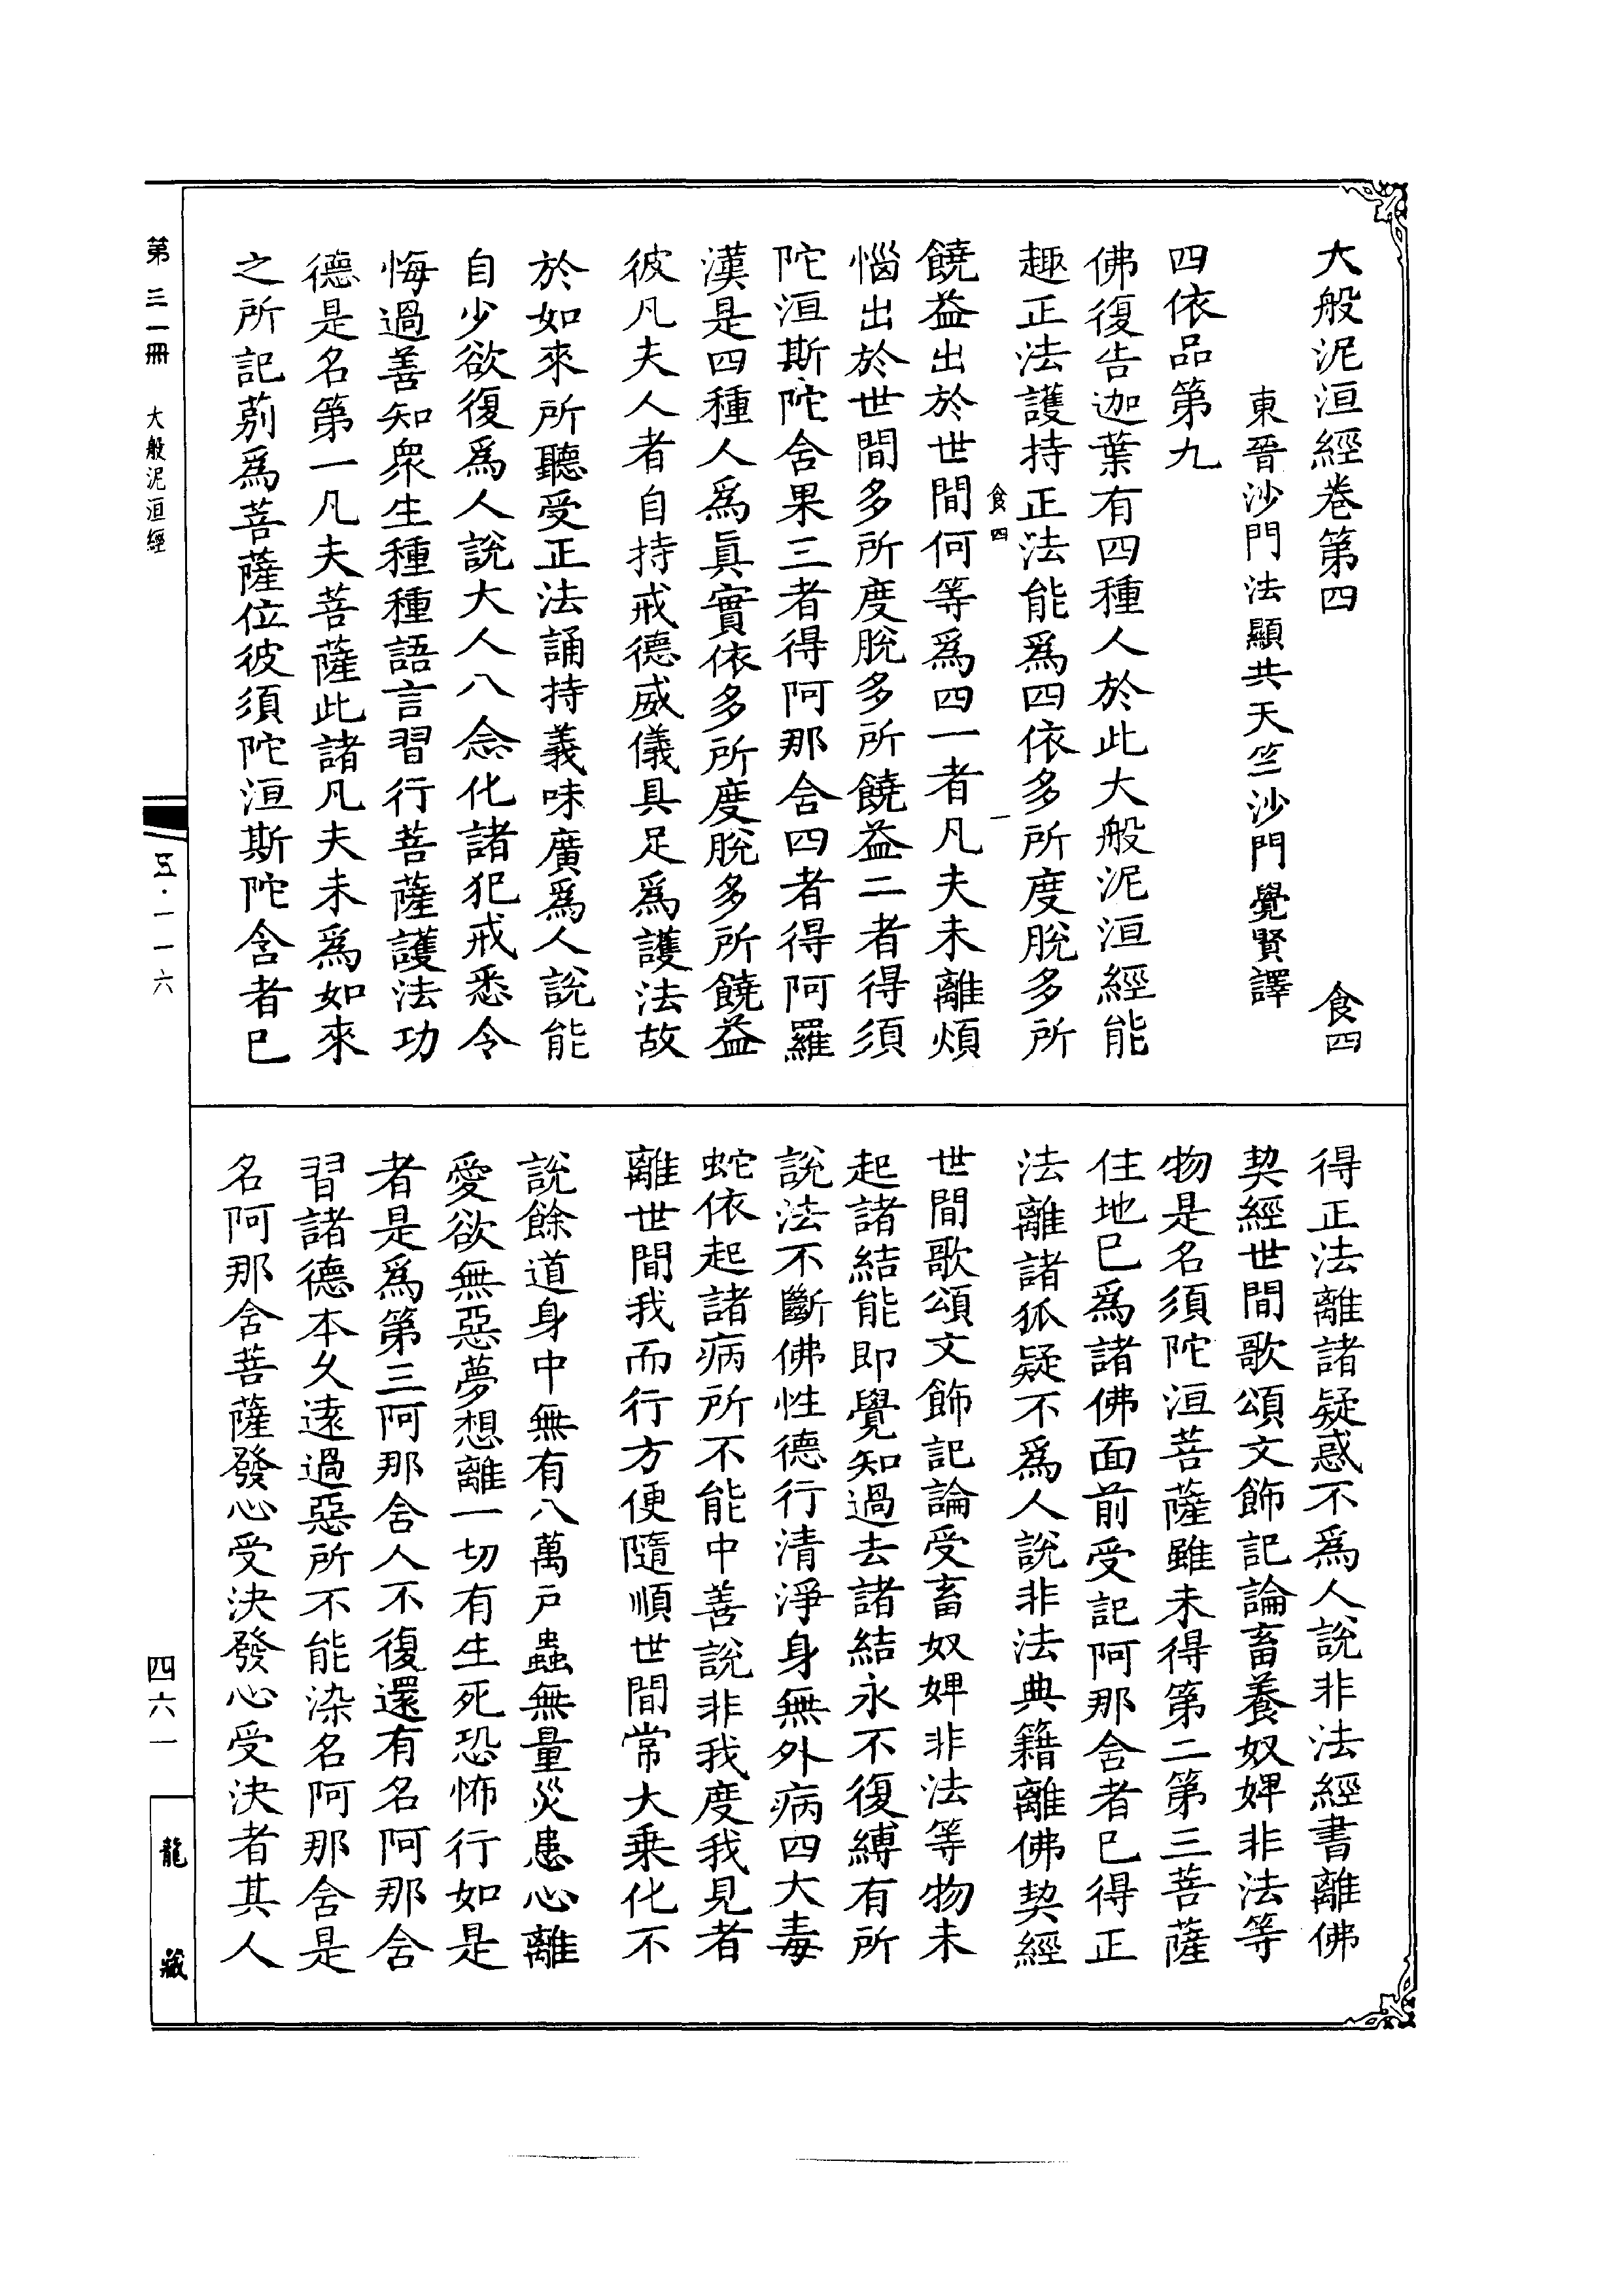 大般泥洹經卷第四　食四
東晉沙門法顯共天竺沙門覺賢譯
四依品第九
佛復告迦葉有四種人於此大般泥洹經能
趣正法護持正法能爲四依多所度脫多所
食四　一
饒益出於世間何等爲四一者凡夫未離煩
惱出於世間多所度脫多所饒益二者得須
陀洹斯陀含果三者得阿那含四者得阿羅
漢是四種人爲眞實依多所度脫多所饒益
彼凡夫人者自持戒德威儀具足爲護法故
於如來所聽受正法誦持義味廣爲人說能
自少欲復爲人說大人八念化諸犯戒悉令
悔過善知衆生種種語言習行菩薩護法功
德是名第一凡夫菩薩此諸凡夫未爲如來
之所記莂爲菩薩位彼須陀洹斯陀含者已
得正法離諸疑惑不爲人說非法經書離佛
契經世間歌頌文飾記論畜養奴婢非法等
物是名須陀洹菩薩雖未得第二第三菩薩
住地已爲諸佛面前受記阿那含者已得正
法離諸狐疑不爲人說非法典籍離佛契經
世間歌頌文飾記論受畜奴婢非法等物未
起諸結能即覺知過去諸結永不復縛有所
說法不斷佛性德行清淨身無外病四大毒
蛇依起諸病所不能中善說非我度我見者
離世間我而行方便隨順世間常大乘化不
說餘道身中無有八萬户蟲無量災患心離
愛欲無惡夢想離一切有生死恐怖行如是
者是爲第三阿那含人不復還有名阿那含
習諸德本久遠過惡所不能染名阿那含是
名阿那含菩薩發心受決發心受決者其人
第三一冊　大般泥洹經
五·一一六
四六一
龍藏